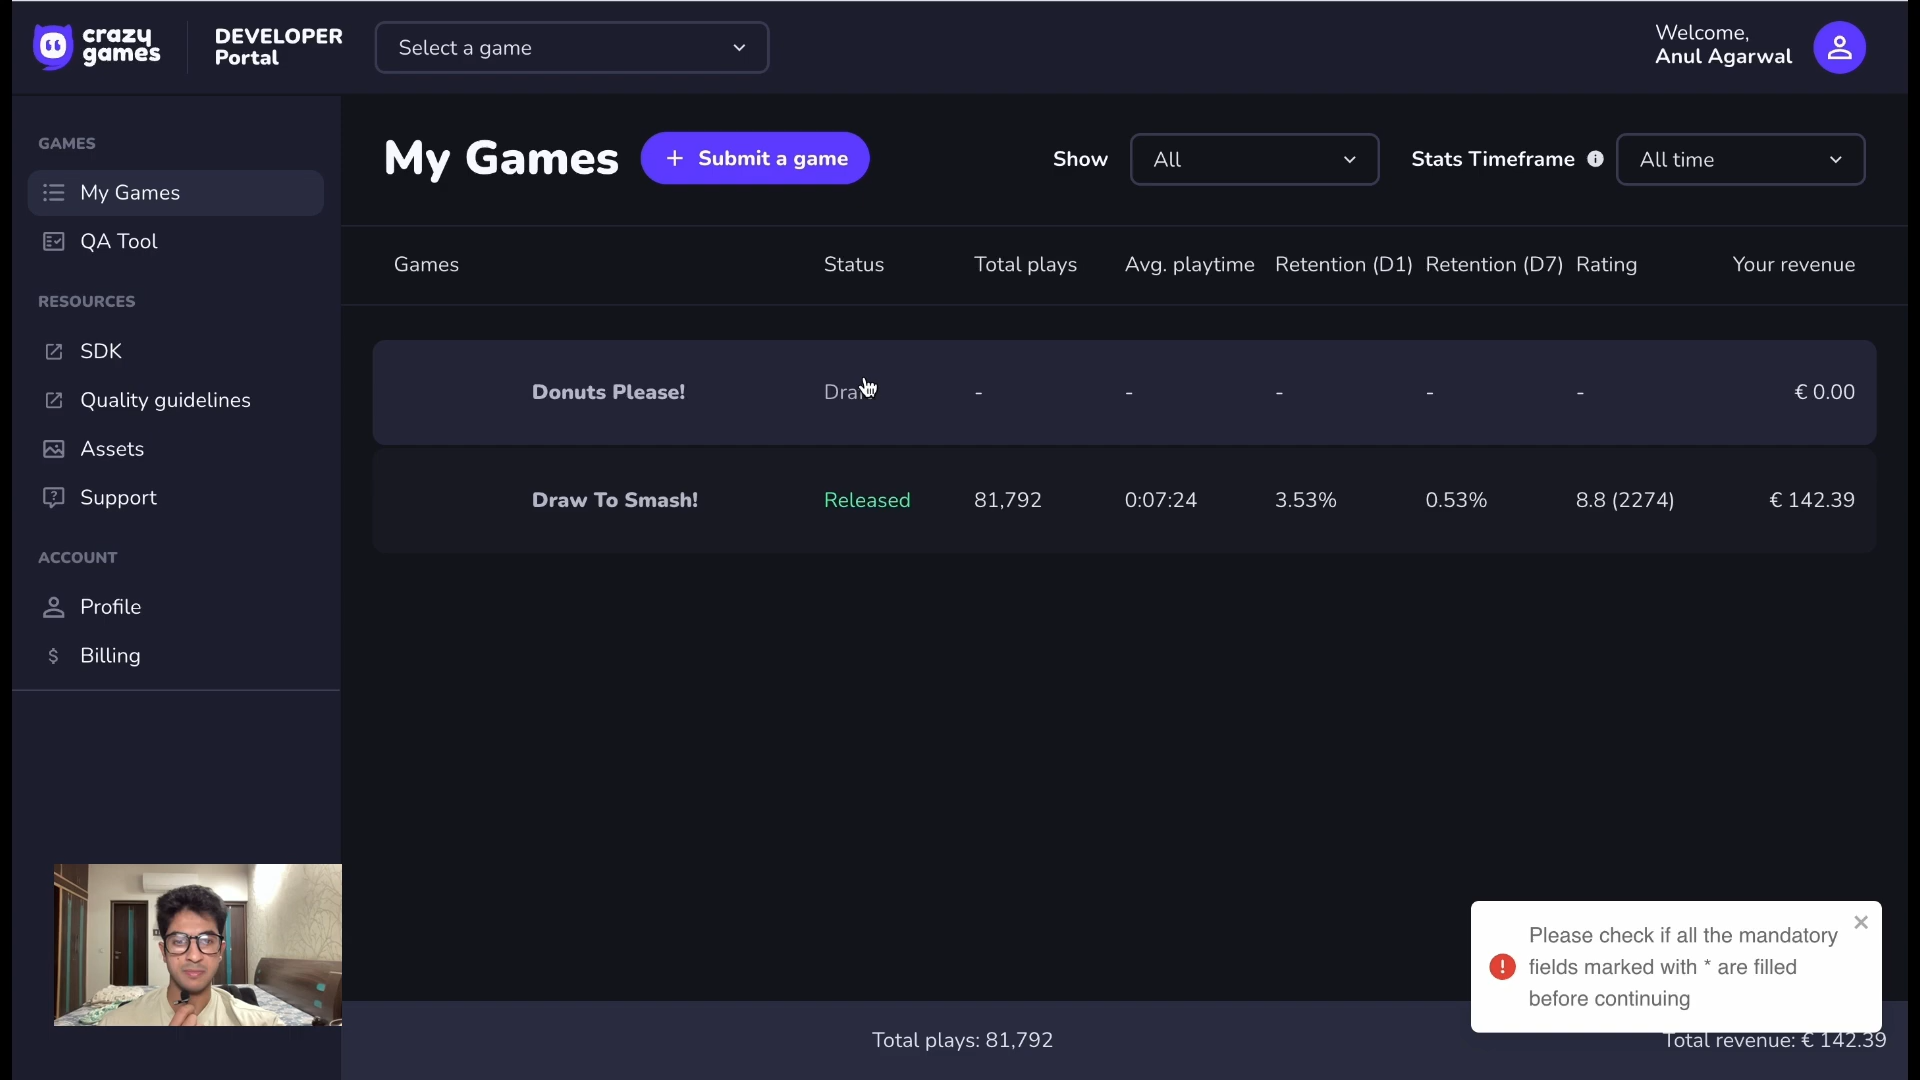 crazy games
DEVELOPER
Portal
Select a game
Welcome,
Anul Agarwal
GAMES
My Games
QA Tool
RESOURCES
SDK
Quality guidelines
Assets
Support
ACCOUNT
Profile
Billing
My Games
+ Submit a game
Show
All
Stats Timeframe
All time
Games Status Total plays Avg. playtime Retention (D1) Retention (D7) Rating Your revenue
Donuts Please! - - - - - € 0.00
Draw To Smash! Released 81,792 0:07:24 3.53% 0.53% 8.8 (2274) € 142.39
Please check if all the mandatory
fields marked with * are filled
before continuing
Total plays: 81,792
Total revenue: € 142.39